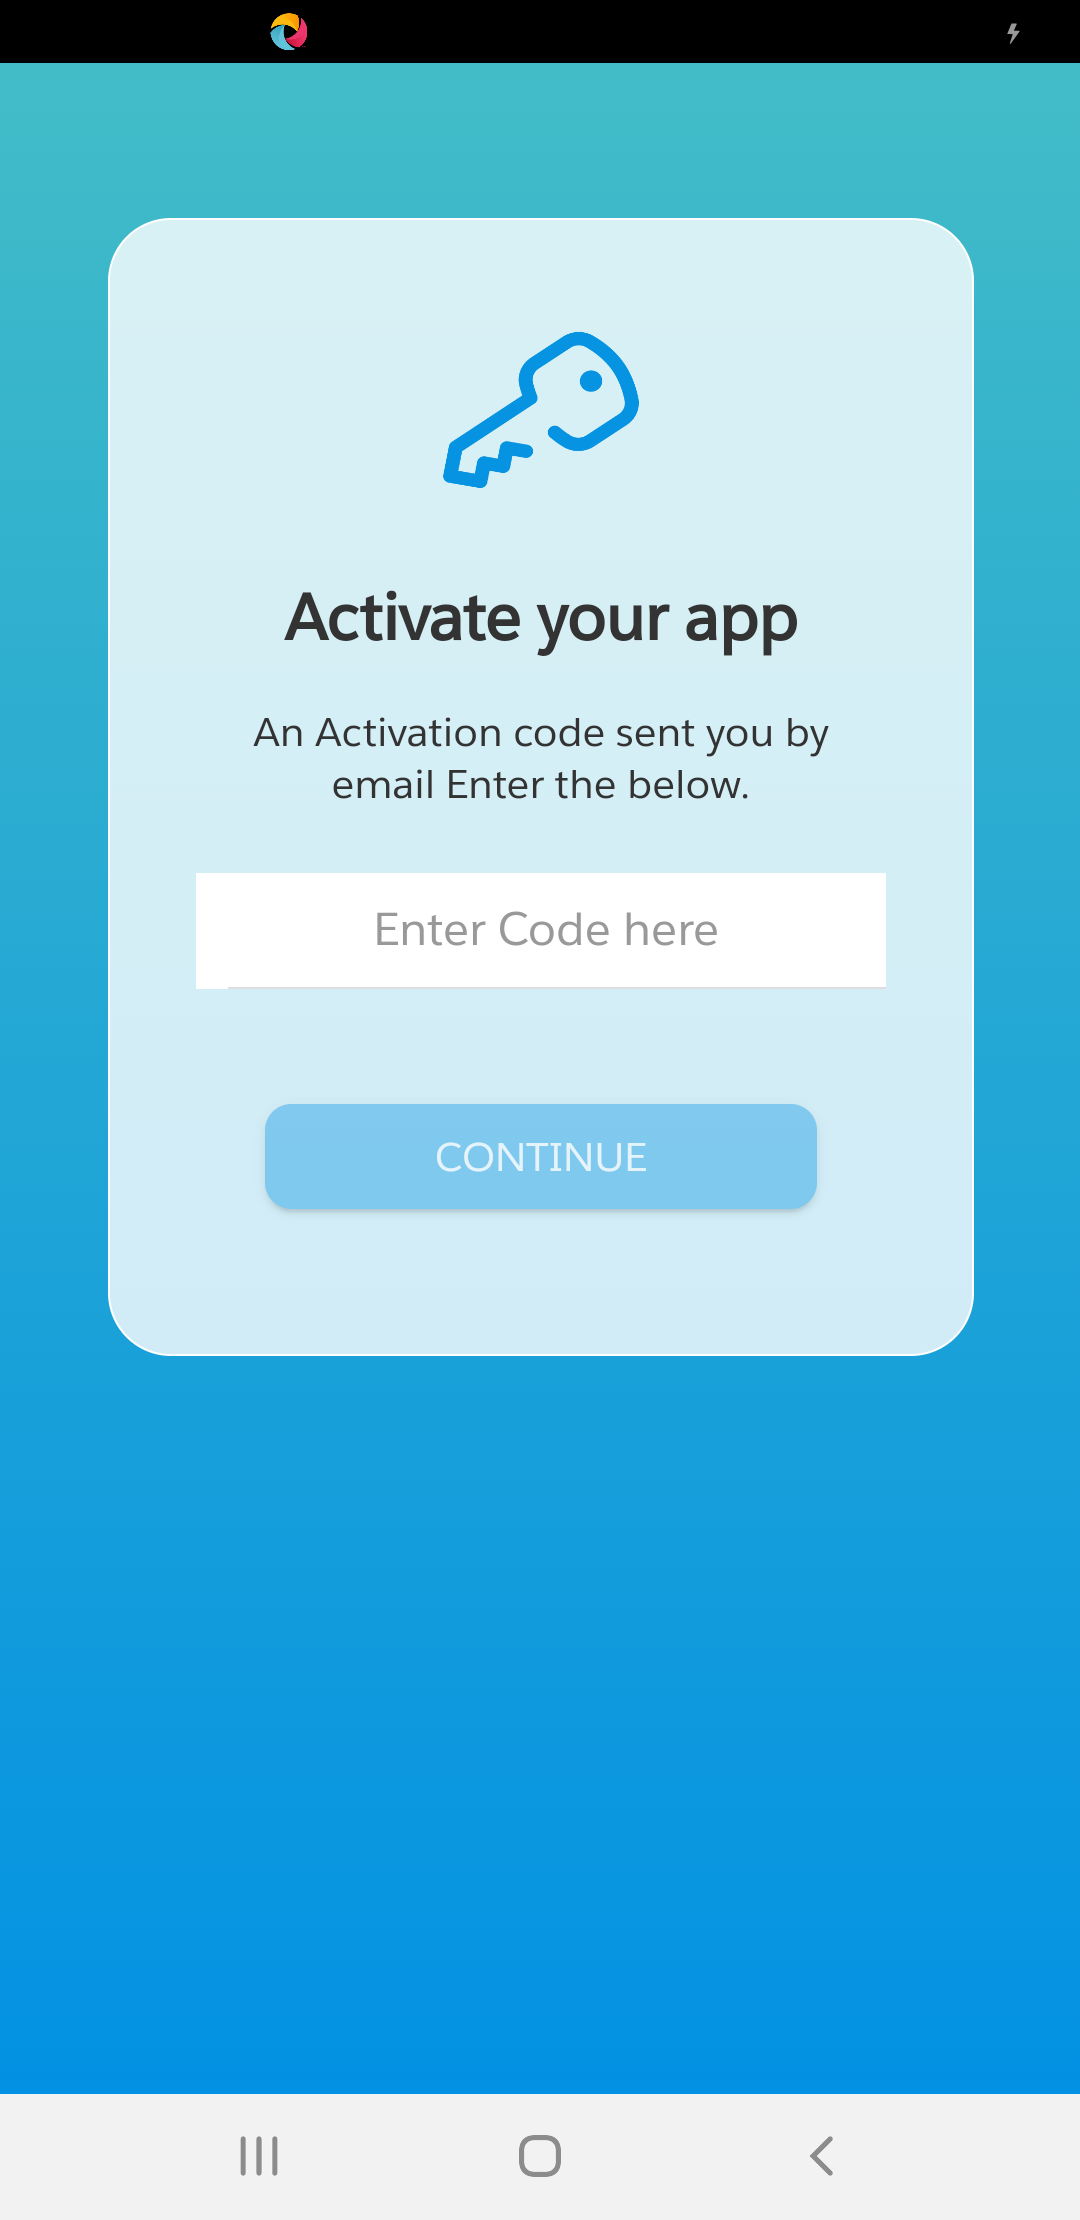 Activate your app
An Activation code sent you by
email Enter the below.
Enter Code here
CONTINUE